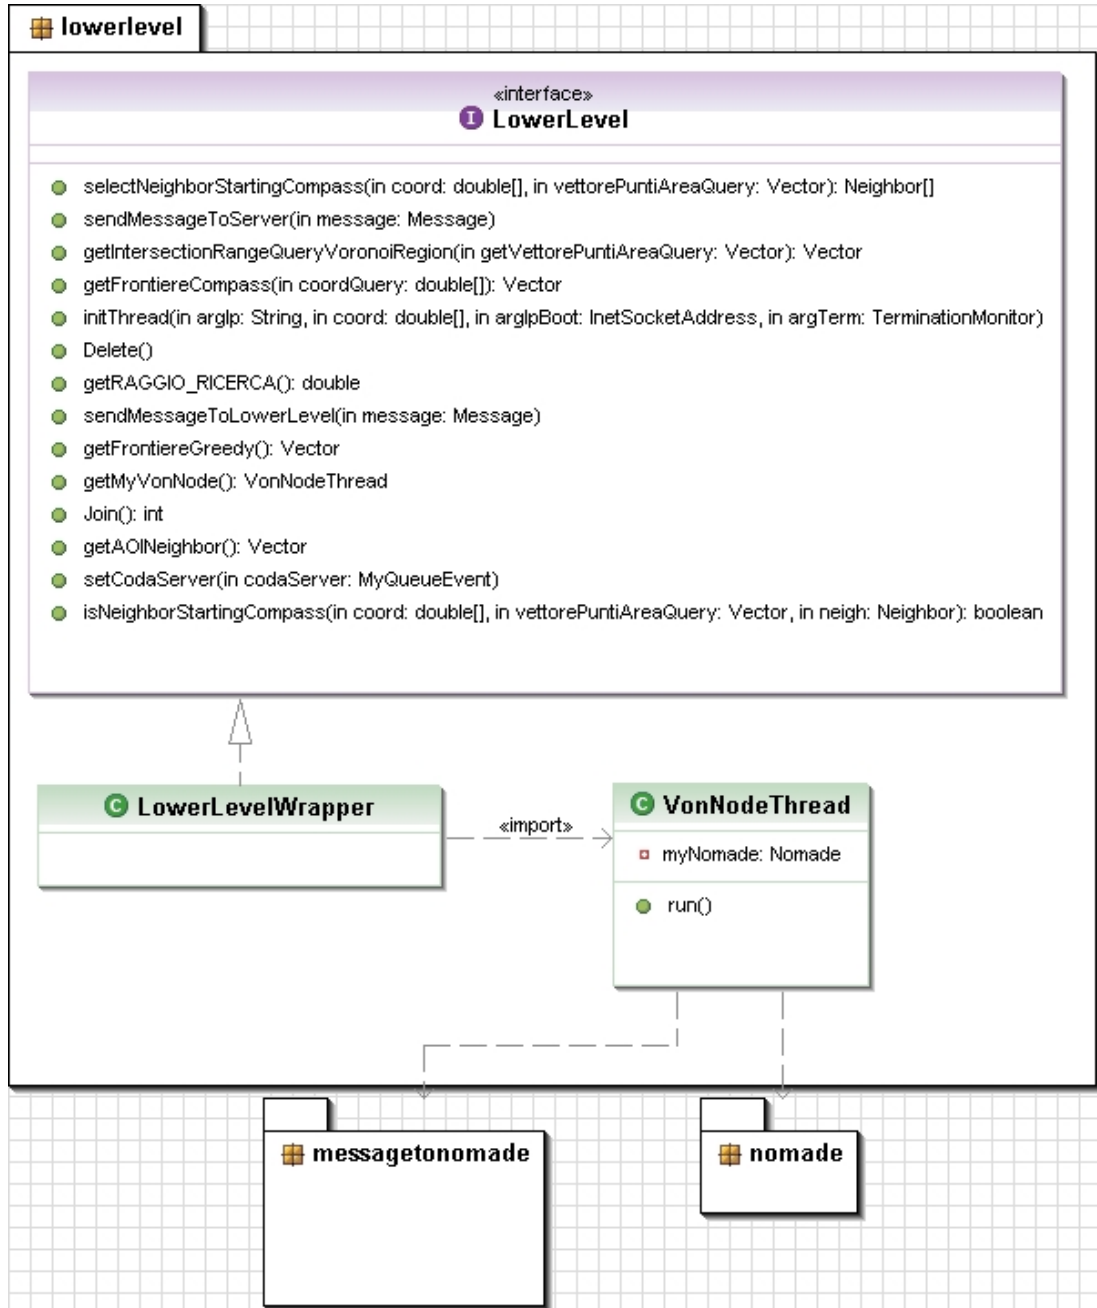 lowerlevel
«interface»
I LowerLevel
selectNeighborStartingCompass(in coord: double[], in vettorePuntiAreaQuery: Vector): Neighbor[]
sendMessageToServer(in message: Message)
getIntersectionRangeQueryVoronoiRegion(in getVettorePuntiAreaQuery: Vector): Vector
getFrontiereCompass(in coordQuery: double[]): Vector
initThread(in argIp: String, in coord: double[], in argIpBoot: InetSocketAddress, in argTerm: TerminationMonitor)
Delete()
getRAGGIO_RICERCA(): double
sendMessageToLowerLevel(in message: Message)
getFrontiereGreedy(): Vector
getMyVonNode(): VonNodeThread
Join(): int
getAOINeighbor(): Vector
setCodaServer(in codaServer: MyQueueEvent)
isNeighborStartingCompass(in coord: double[], in vettorePuntiAreaQuery: Vector, in neigh: Neighbor): boolean
C LowerLevelWrapper
«import»
C VonNodeThread
myNomade: Nomade
run()
messagetonomade
nomade